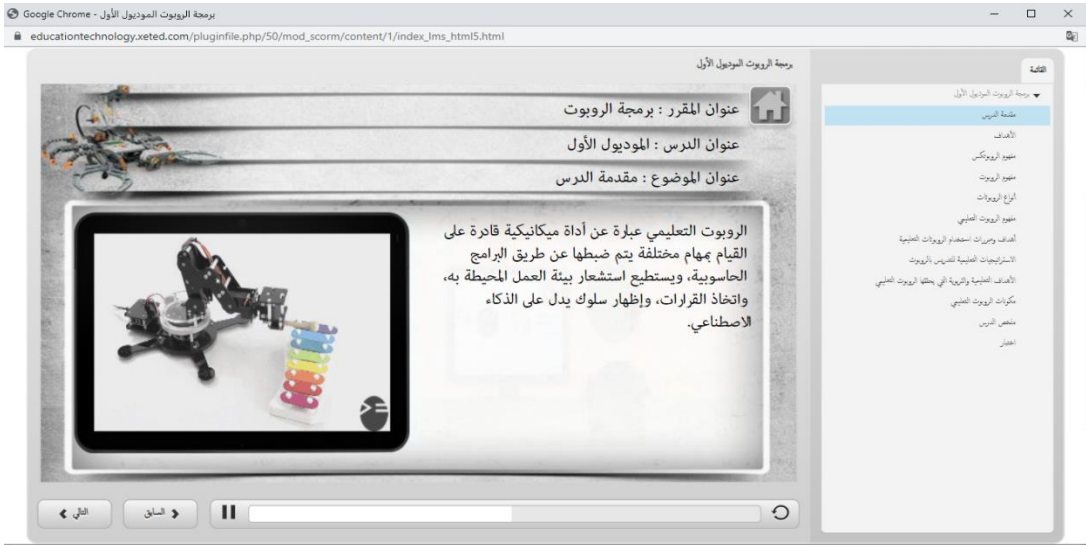 برمجة الروبوت الموديول الأول - Google Chrome
educationtechnology.xeted.com/pluginfile.php/50/mod_scorm/content/1/index_lms_html5.html
برمجة الروبوت الموديول الأول
عنوان المقرر : برمجة الروبوت
عنوان الدرس : الموديول الأول
عنوان الموضوع : مقدمة الدرس
الروبوت التعليمي عبارة عن أداة ميكانيكية قادرة على
القيام بمهام مختلفة يتم ضبطها عن طريق البرامج
الحاسوبية، ويستطيع استشعار بيئة العمل المحيطة به،
واتخاذ القرارات، وإظهار سلوك يدل على الذكاء
الاصطناعي.
القائمة
برمجة الروبوت الموديول الأول
مقدمة الدرس
الأهداف
مفهوم الروبوتكس
مفهوم الروبوت
أنواع الروبوتات
مفهوم الروبوت التعليمي
أهداف ومبررات استخدام الروبوتات التعليمية
الاستراتيجيات التعليمية للتدريس بالروبوت
الأهداف التعليمية والتربوية التي يحققها الروبوت التعليمي
مكونات الروبوت التعليمي
ملخص الدرس
اختبار
السابق
التالي